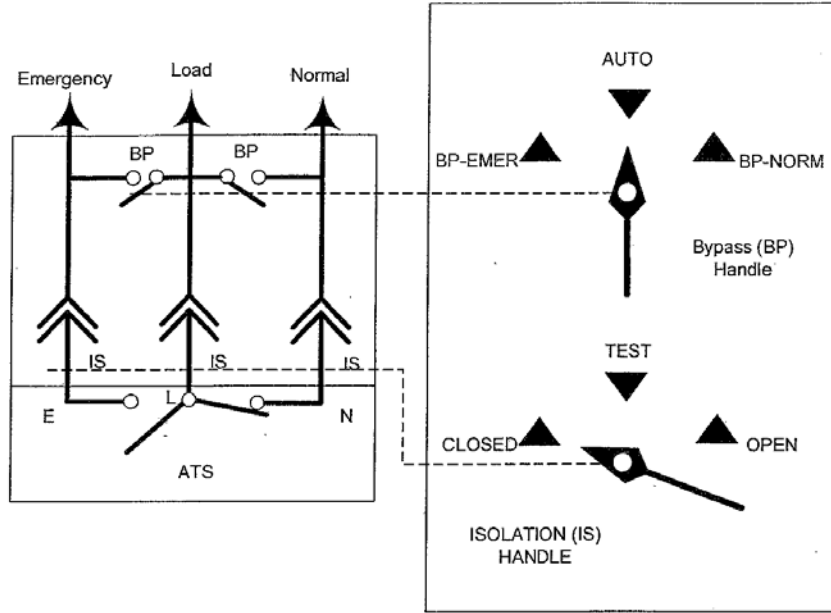 Emergency
Load
Normal
BP
BP
IS
IS
IS
E
L
N
ATS
AUTO
BP-EMER
BP-NORM
Bypass (BP)
Handle
TEST
CLOSED
OPEN
ISOLATION (IS)
HANDLE